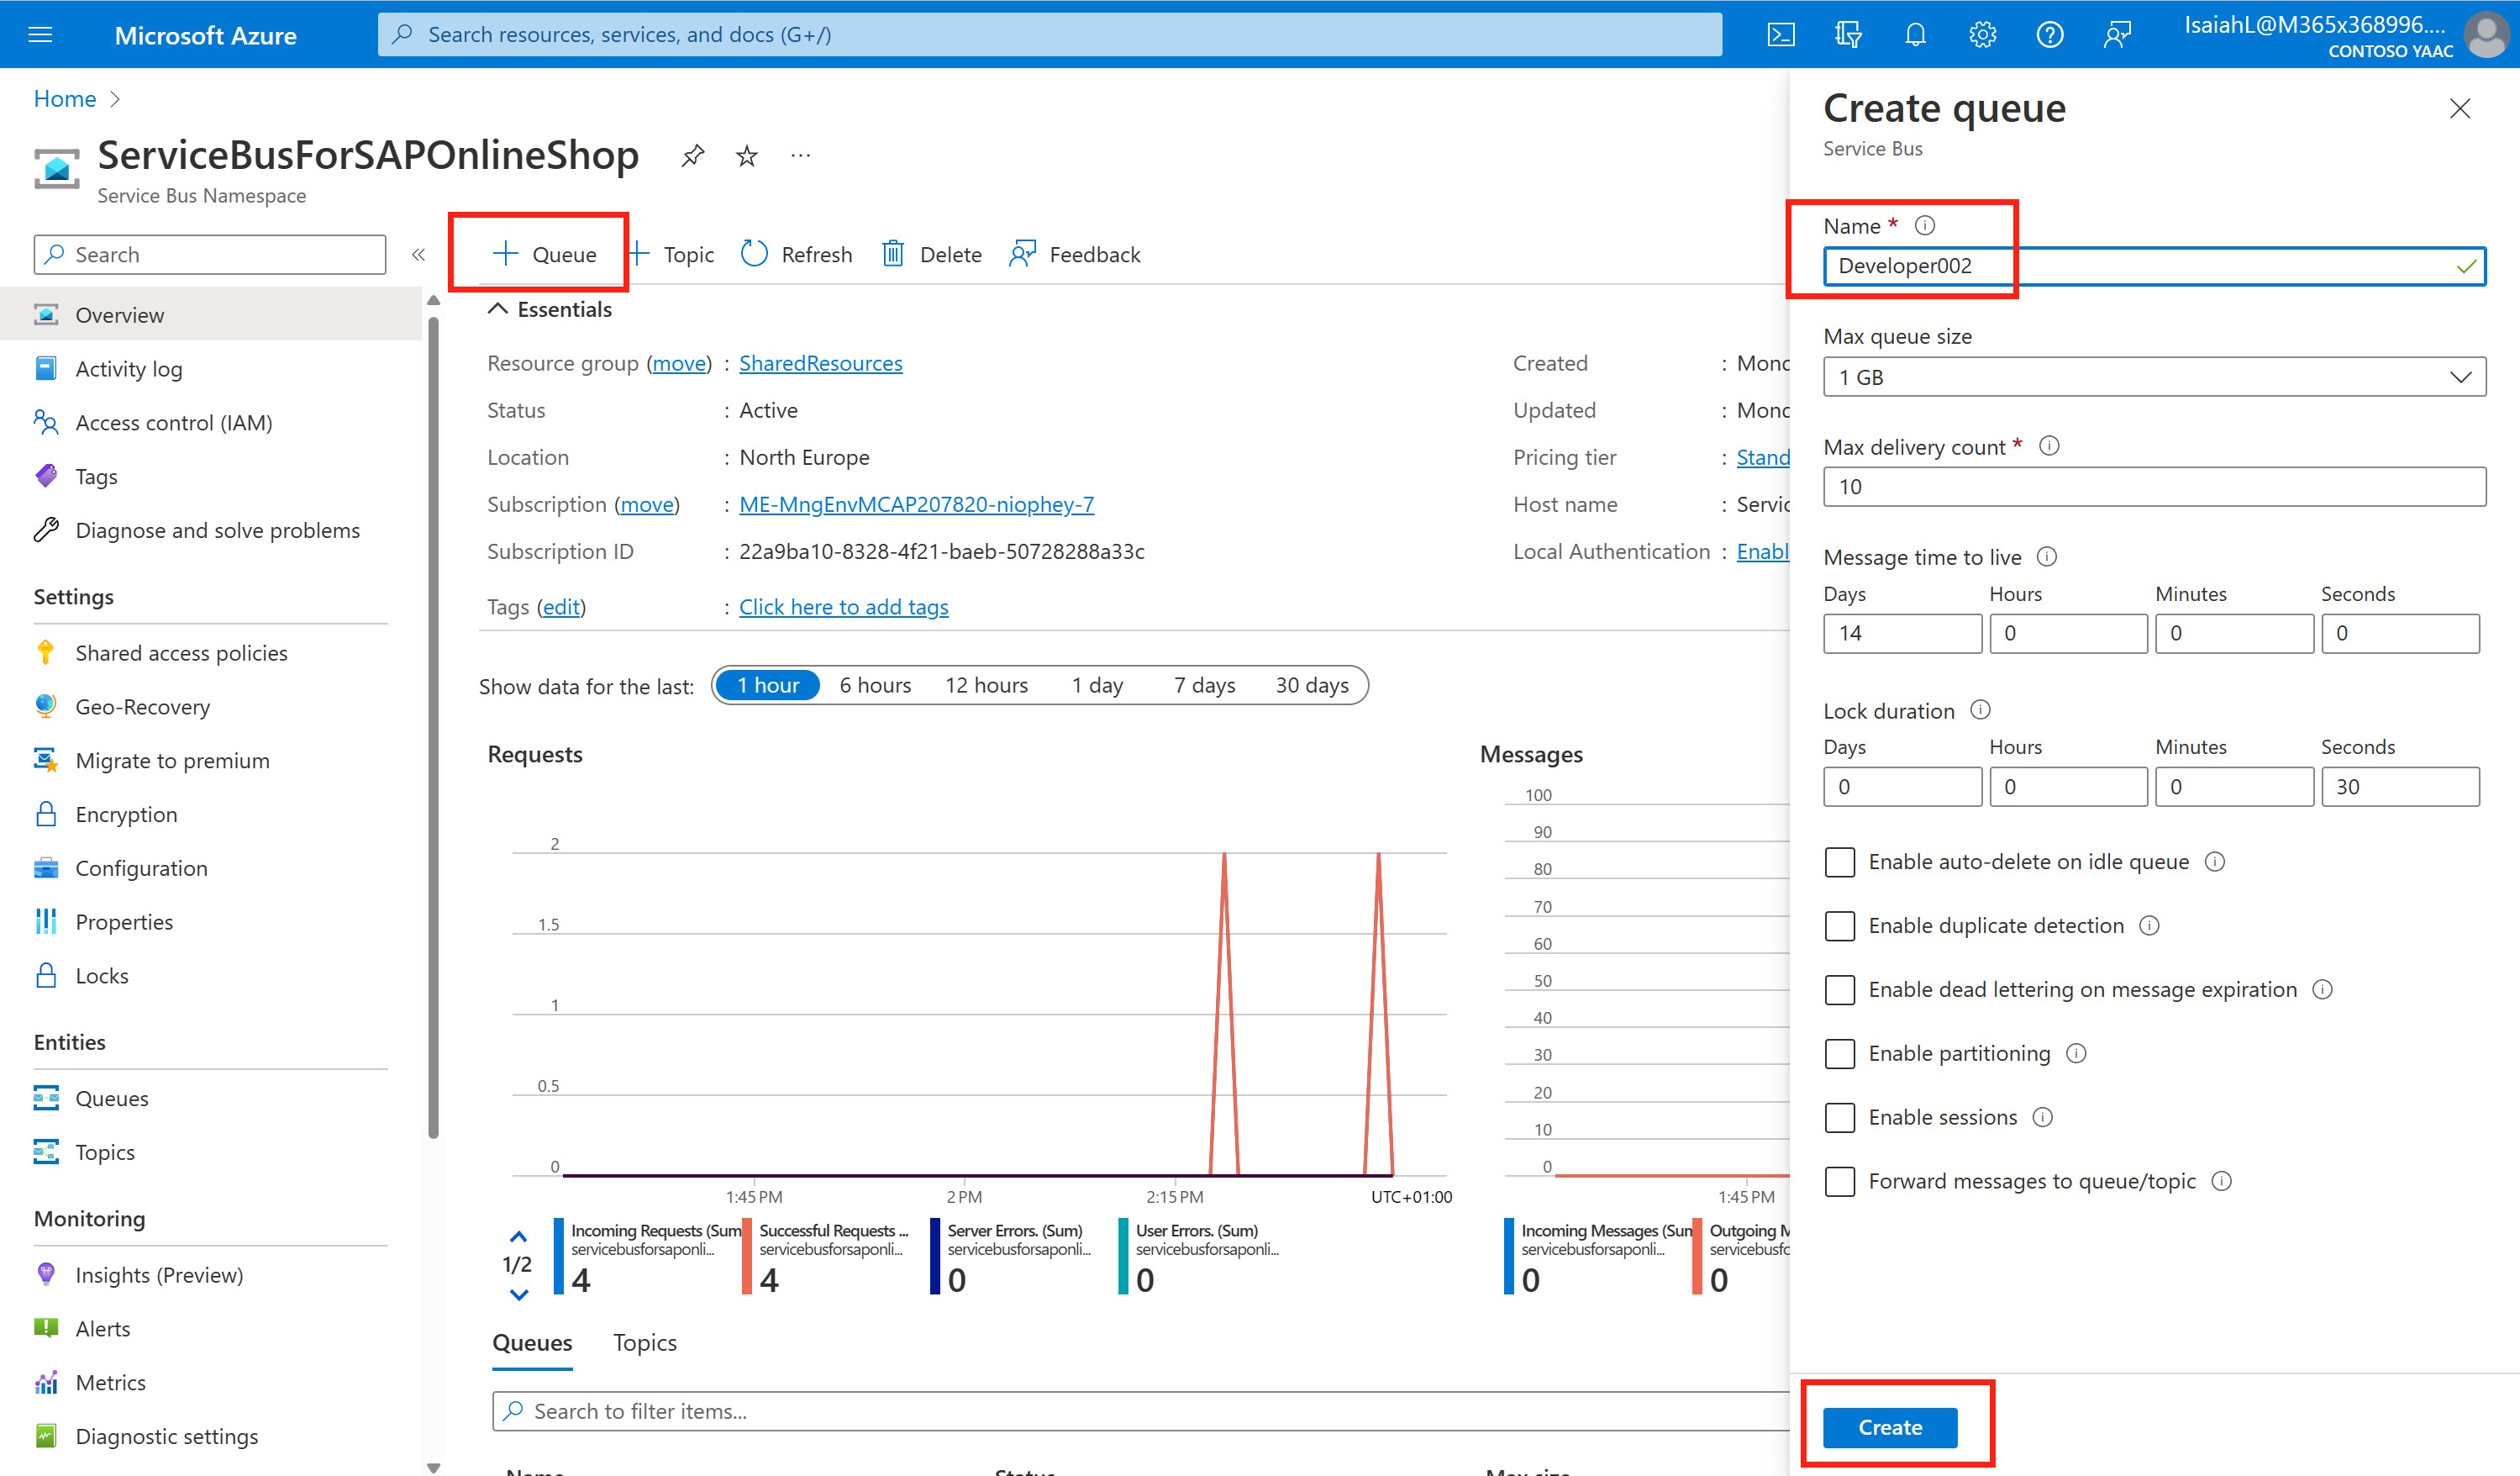 Microsoft Azure
Search resources, services, and docs (G+/)
IsaiahL@M365x368996....
CONTOSO YAAC
Home
ServiceBusForSAPOnlineShop
Service Bus Namespace
Search
Overview
Activity log
Access control (IAM)
Tags
Diagnose and solve problems
Settings
Shared access policies
Geo-Recovery
Migrate to premium
Encryption
Configuration
Properties
Locks
Entities
Queues
Topics
Monitoring
Insights (Preview)
Alerts
Metrics
Diagnostic settings
Queue
Topic
Refresh
Delete
Feedback
Essentials
Resource group (move) : SharedResources
Status : Active
Location : North Europe
Subscription (move) : ME-MngEnvMCAP207820-niophey-7
Subscription ID : 22a9ba10-8328-4f21-baeb-50728288a33c
Tags (edit) : Click here to add tags
Created : Mond
Updated : Mond
Pricing tier : Stand
Host name : Servic
Local Authentication : Enabl
Show data for the last: 1 hour 6 hours 12 hours 1 day 7 days 30 days
Requests
2
1.5
1
0.5
0
1:45 PM 2 PM 2:15 PM UTC+01:00
1/2
Incoming Requests (Sum
servicebusforsaponli...
4
Successful Requests ...
servicebusforsaponli...
4
Server Errors. (Sum)
servicebusforsaponli...
0
User Errors. (Sum)
servicebusforsaponli...
0
Messages
100
90
80
70
60
50
40
30
20
10
0
1:45 PM
Incoming Messages (Sum
servicebusforsaponli...
0
Outgoing M
servicebusfo
0
Queues Topics
Search to filter items...
Name Status Max size
Create queue
Service Bus
Name *
Developer002
Max queue size
1 GB
Max delivery count *
10
Message time to live
Days Hours Minutes Seconds
14 0 0 0
Lock duration
Days Hours Minutes Seconds
0 0 0 30
Enable auto-delete on idle queue
Enable duplicate detection
Enable dead lettering on message expiration
Enable partitioning
Enable sessions
Forward messages to queue/topic
Create